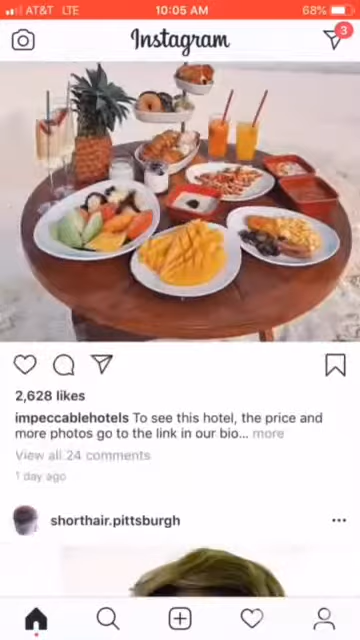 AT&T LTE 10:05 AM 68%
Instagram 3
2,628 likes
impeccablehotels To see this hotel, the price and
more photos go to the link in our bio... more
View all 24 comments
1 day ago
shorthair.pittsburgh